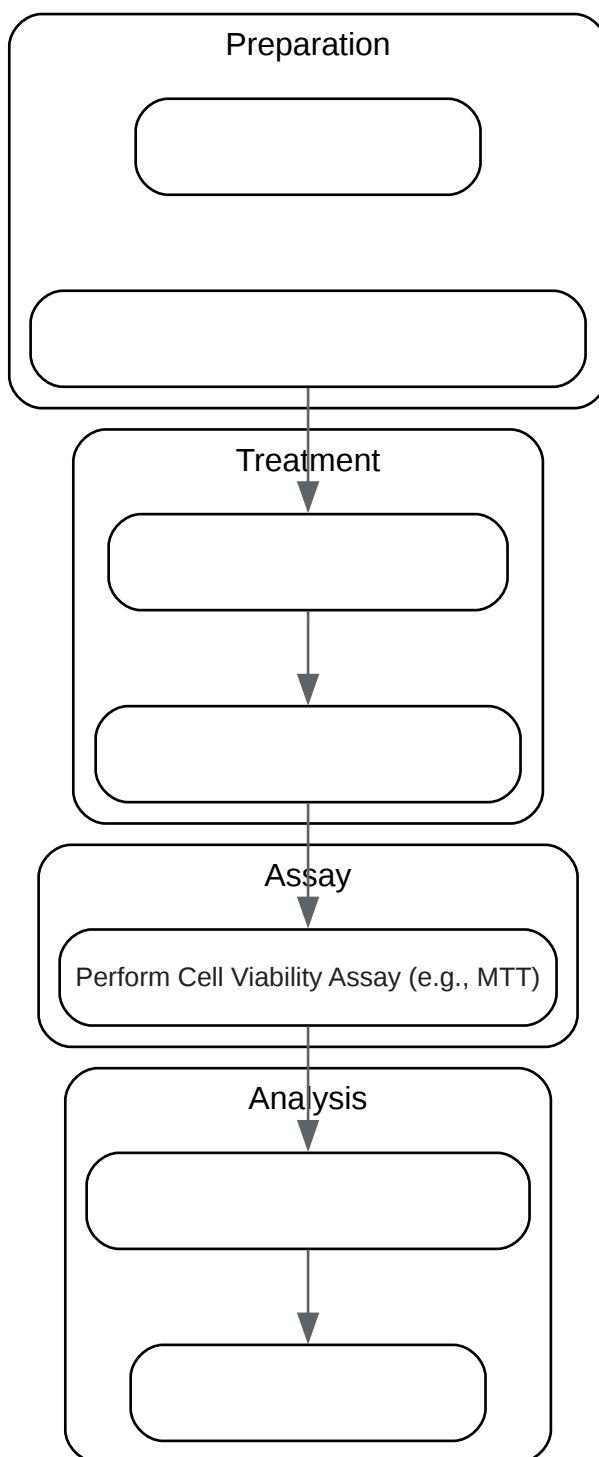 Preparation
Treatment
Assay
Perform Cell Viability Assay (e.g., MTT)
Analysis